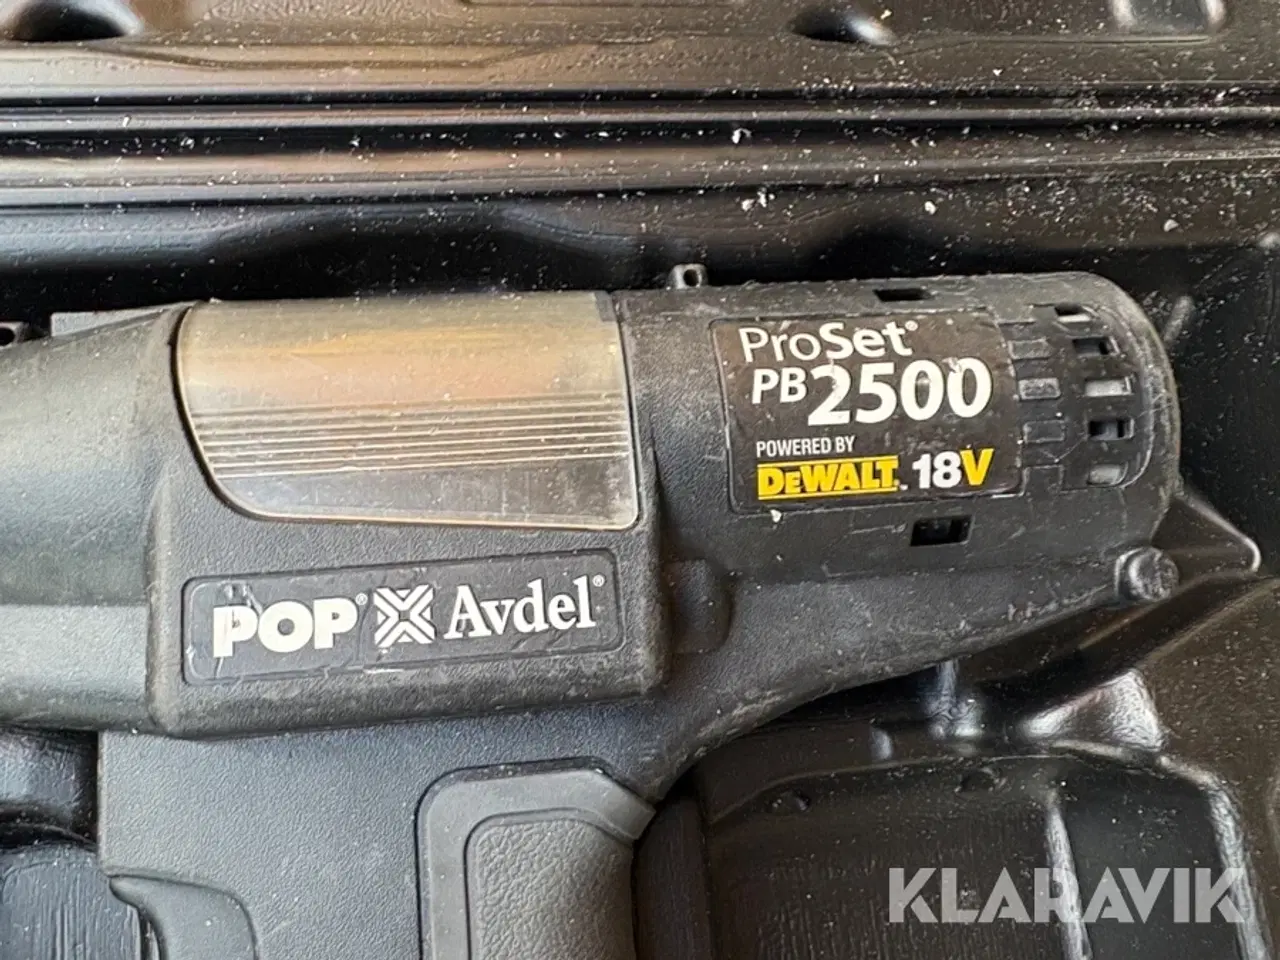 ProSet®
PB 2500
POWERED BY
DEWALT. 18V
POP® Avdel®
KLARAVIK